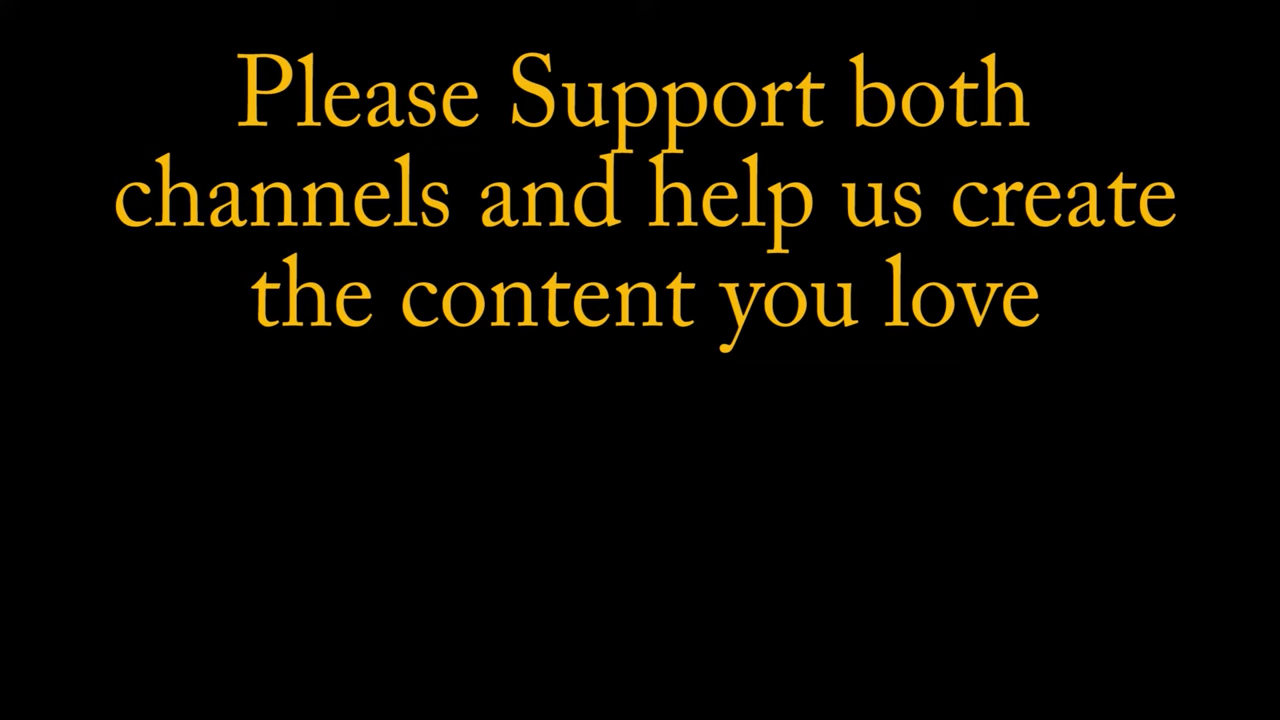 Please Support both
channels and help us create
the content you love